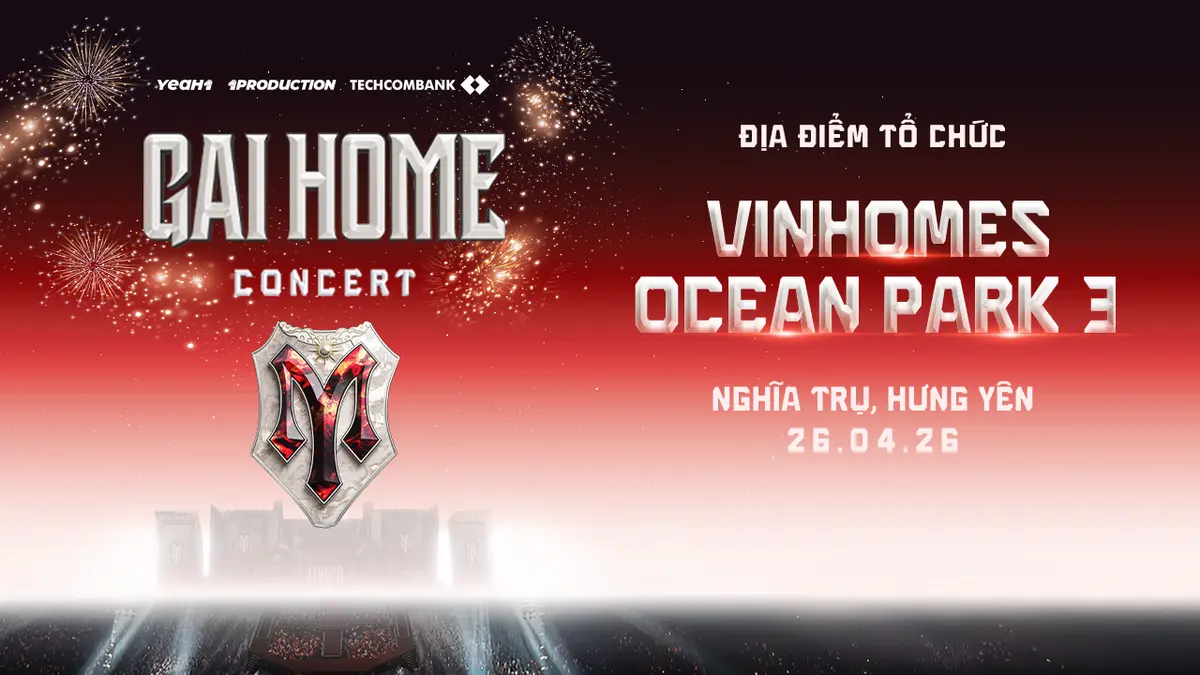 YEAH1 1PRODUCTION TECHCOMBANK
GAI HOME
CONCERT
ĐỊA ĐIỂM TỔ CHỨC
VINHOMES
OCEAN PARK 3
NGHĨA TRỤ, HƯNG YÊN
26.04.26